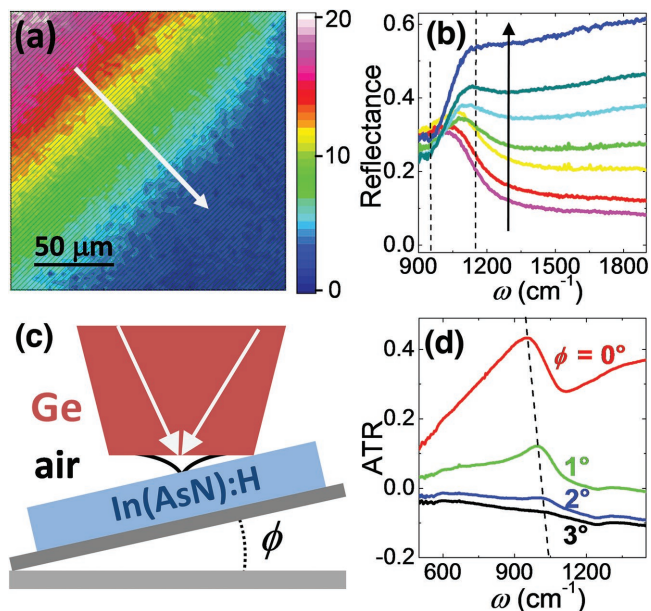 (a)
20
10
0
50 μm
(b)
0.6
0.4
0.2
0.0
Reflectance
900 1200 1500 1800
ω (cm⁻¹)
(c)
Ge
air
In(AsN):H
ϕ
(d)
0.4
0.2
0.0
-0.2
ATR
ϕ = 0°
1°
2°
3°
600 900 1200
ω (cm⁻¹)